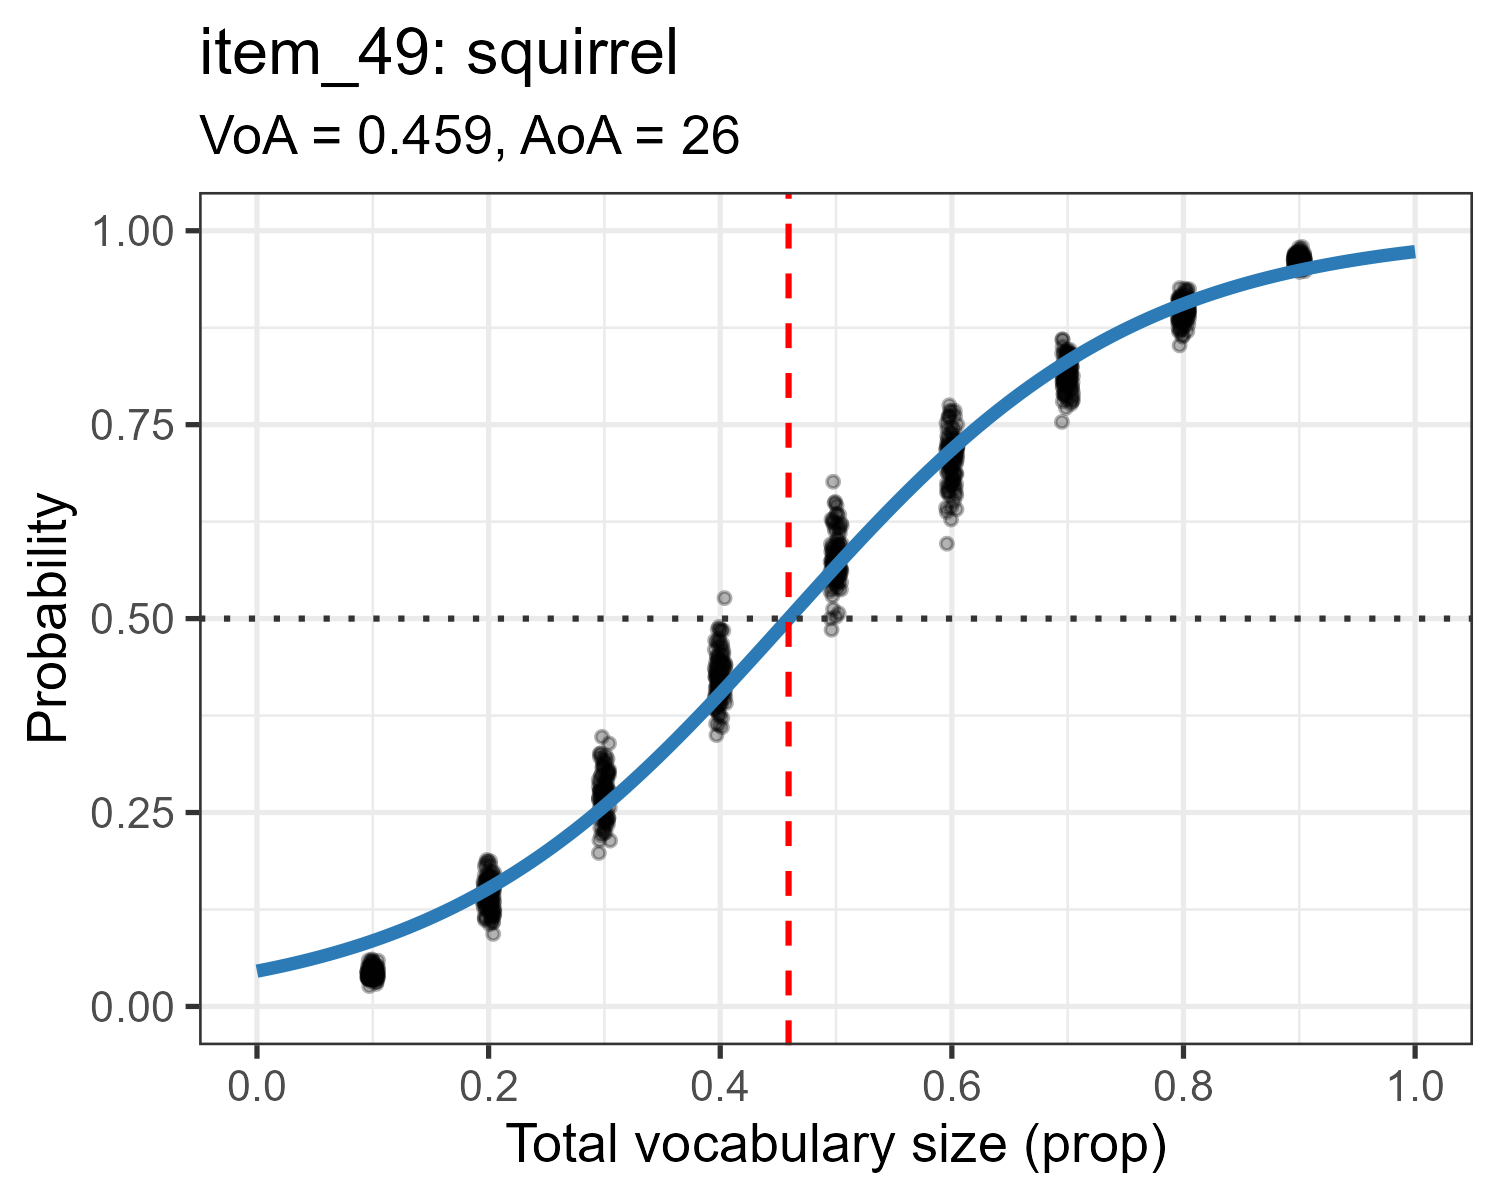 item_49: squirrel
VoA = 0.459, AoA = 26
Probability
1.00
0.75
0.50
0.25
0.00
0.0 0.2 0.4 0.6 0.8 1.0
Total vocabulary size (prop)